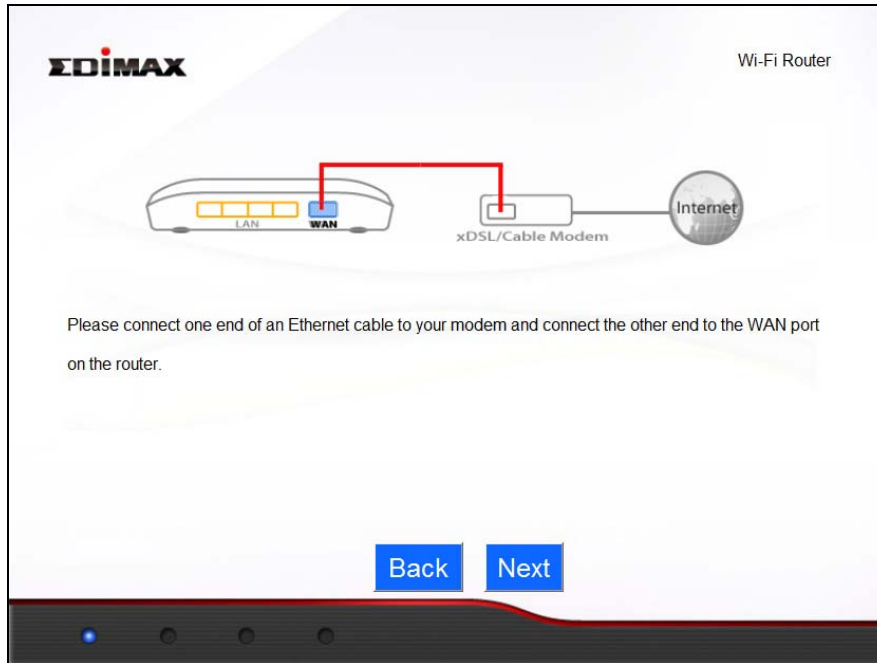 EDiMAX
Wi-Fi Router
LAN
WAN
xDSL/Cable Modem
Internet
Please connect one end of an Ethernet cable to your modem and connect the other end to the WAN port
on the router.
Back
Next